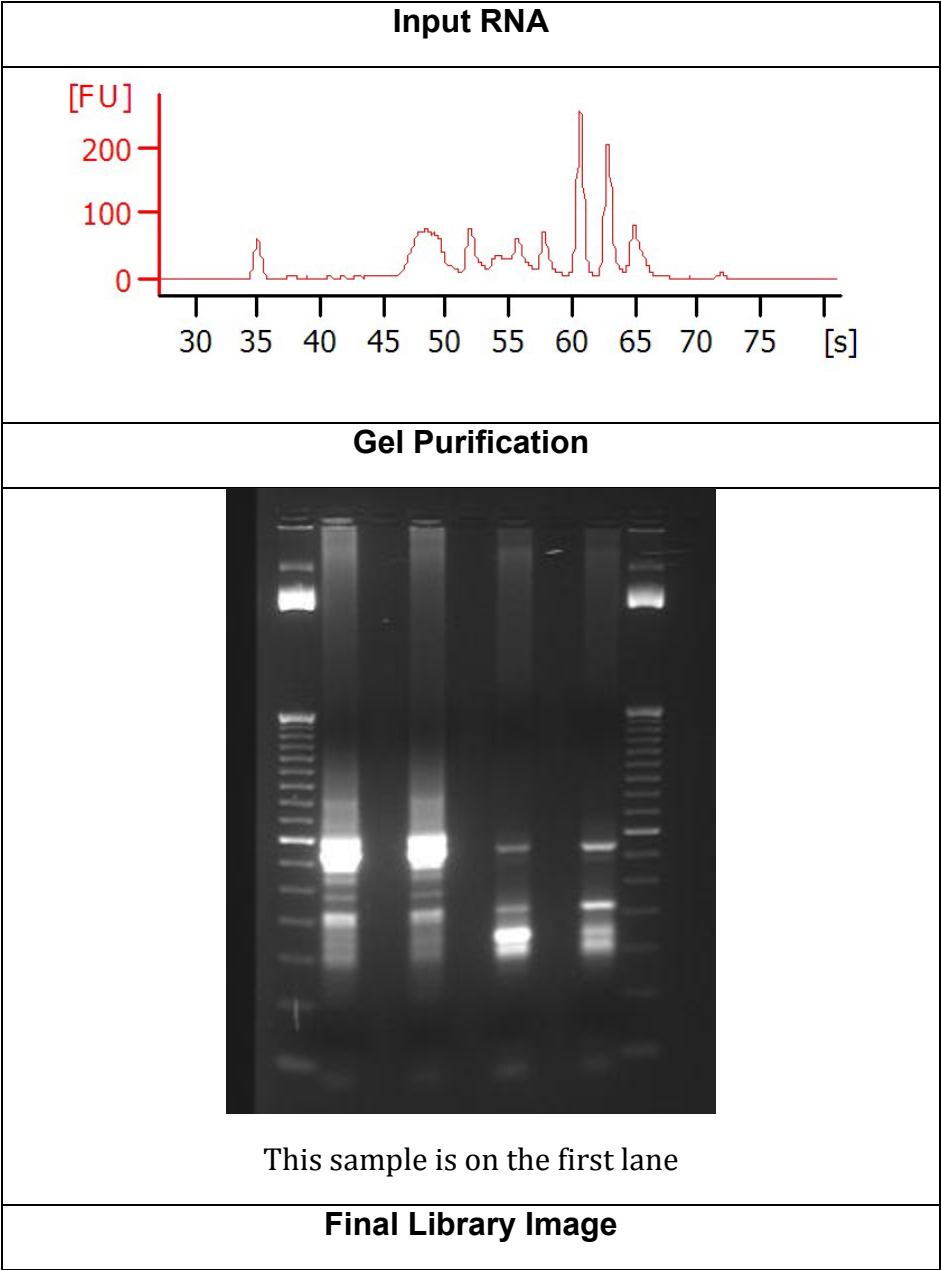 Input RNA
[FU]
200
100
0
30 35 40 45 50 55 60 65 70 75 [s]
Gel Purification
This sample is on the first lane
Final Library Image